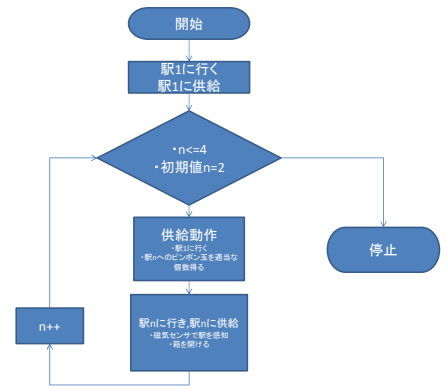 開始
駅1に行く
駅1に供給
・n<=4
・初期値n=2
供給動作
・駅1に行く
・駅nへのピンポン玉を適当な
個数得る
停止
駅nに行き,駅nに供給
・磁気センサで駅を感知
・箱を開ける
n++